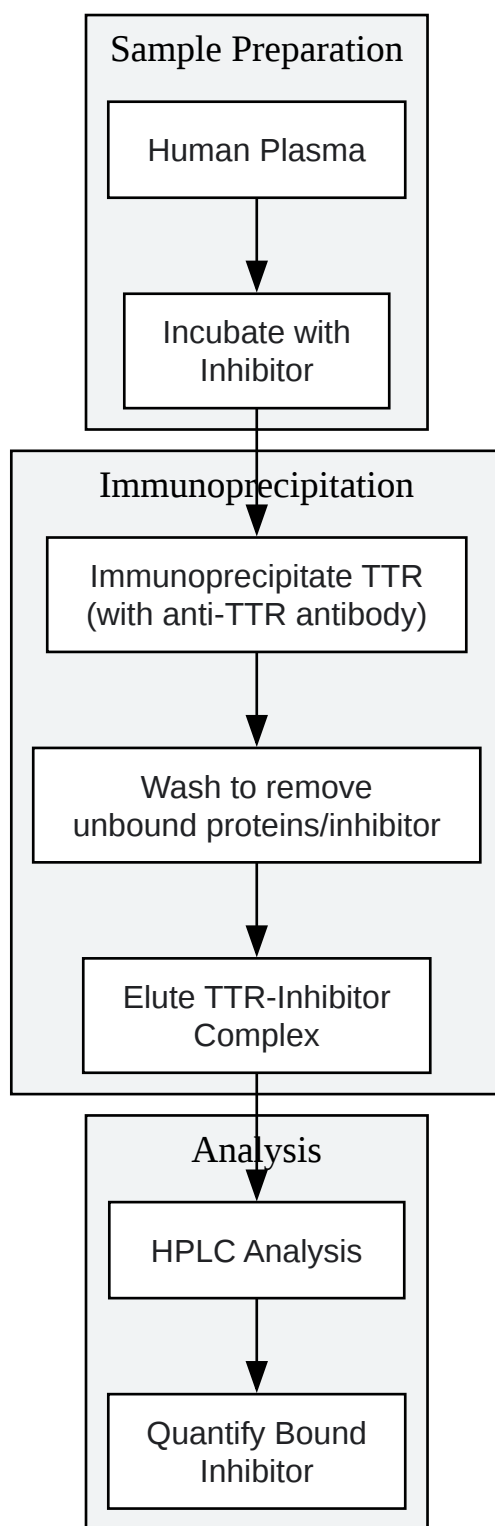 Sample Preparation
Human Plasma
Incubate with
Inhibitor
Immunoprecipitation
Immunoprecipitate TTR
(with anti-TTR antibody)
Wash to remove
unbound proteins/inhibitor
Elute TTR-Inhibitor
Complex
Analysis
HPLC Analysis
Quantify Bound
Inhibitor